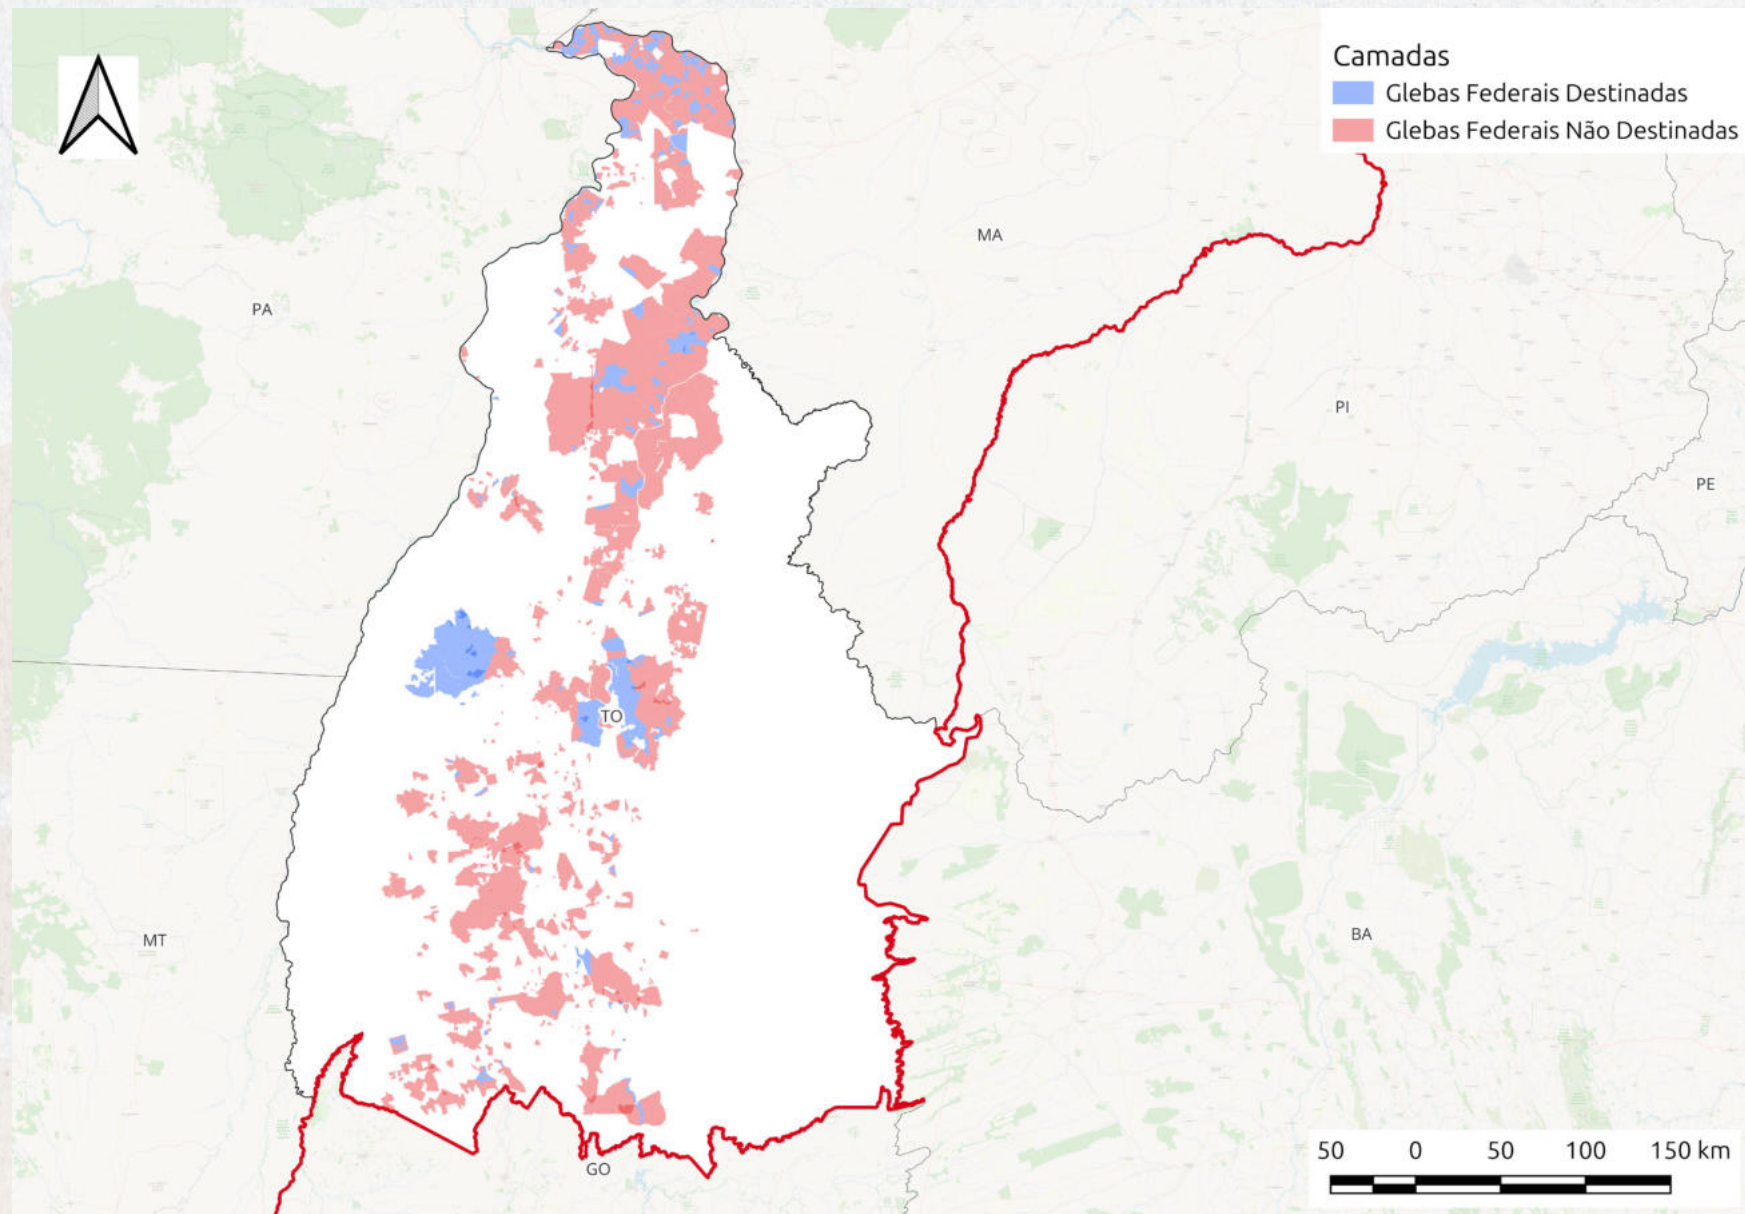 Camadas
Glebas Federais Destinadas
Glebas Federais Não Destinadas
MA
PA
PI
PE
TO
MT
BA
GO
50 0 50 100 150 km